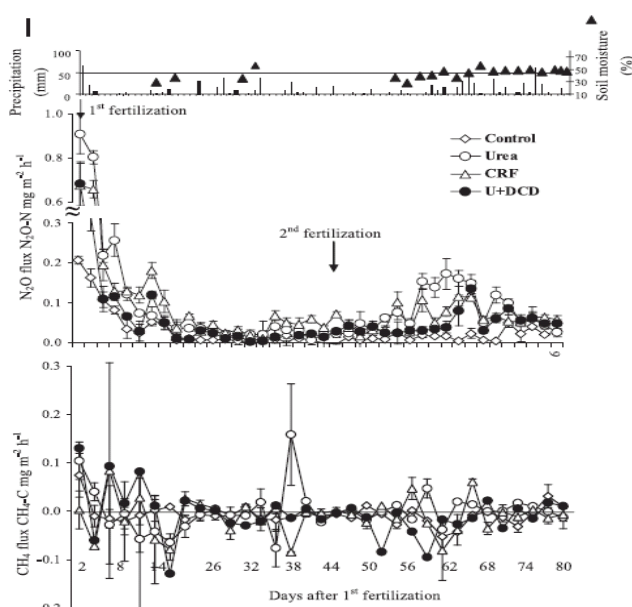 I
Precipitation
(mm)
100
50
0
70
50
30
10
Soil moisture
(%)
1st fertilization
1.0
0.8
0.6
0.3
0.2
0.1
0.0
N2O flux N2O-N mg m-2 h-1
Control
Urea
CRF
U+DCD
2nd fertilization
6
0.3
0.2
0.1
0.0
-0.1
0.2
CH4 flux CH4-C mg m-2 h-1
2 8 14 26 32 38 44 50 56 62 68 74 80
Days after 1st fertilization